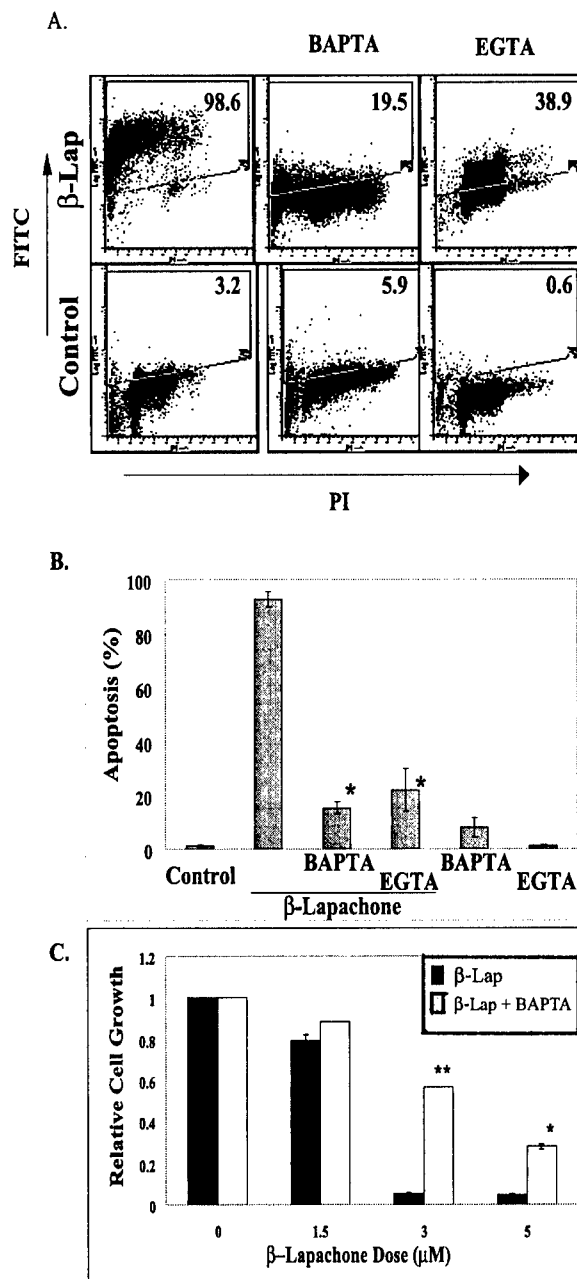 A.
BAPTA EGTA
98.6 19.5 38.9
β-Lap
FITC
3.2 5.9 0.6
Control
PI PI PI
PI
B.
100
80
60
40
20
0
Apoptosis (%)
* *
Control BAPTA EGTA BAPTA EGTA
β-Lapachone
C.
1.2
1
0.8
0.6
0.4
0.2
0
Relative Cell Growth
β-Lap
β-Lap + BAPTA
** *
0 1.5 3 5
β-Lapachone Dose (μM)